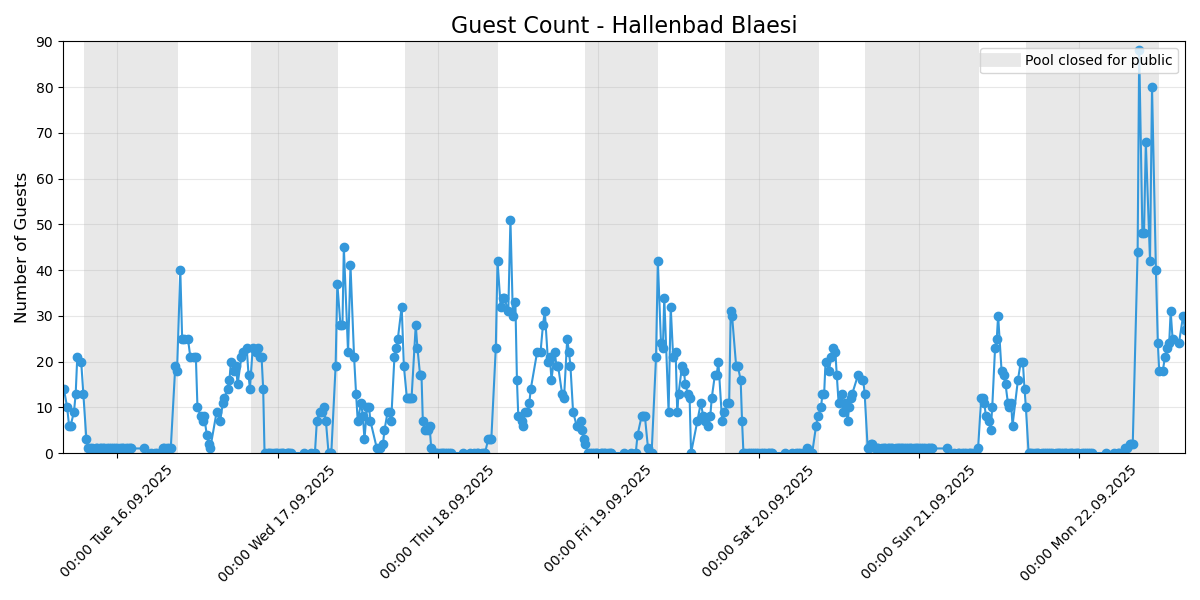 Guest Count - Hallenbad Blaesi
Pool closed for public
Number of Guests
90
80
70
60
50
40
30
20
10
0
00:00 Tue 16.09.2025
00:00 Wed 17.09.2025
00:00 Thu 18.09.2025
00:00 Fri 19.09.2025
00:00 Sat 20.09.2025
00:00 Sun 21.09.2025
00:00 Mon 22.09.2025